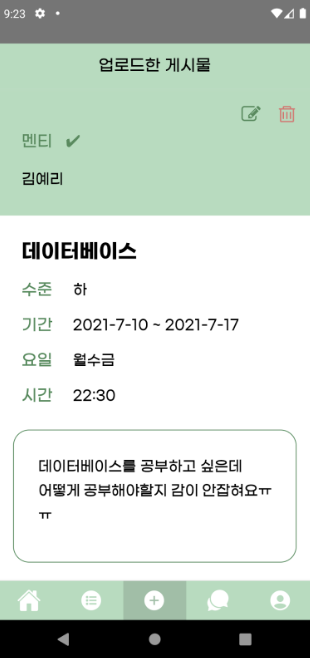 9:23
업로드한 게시물
멘티 ✔
김예리
데이터베이스
수준 하
기간 2021-7-10 ~ 2021-7-17
요일 월수금
시간 22:30
데이터베이스를 공부하고 싶은데
어떻게 공부해야할지 감이 안잡혀요ㅠ
ㅠ